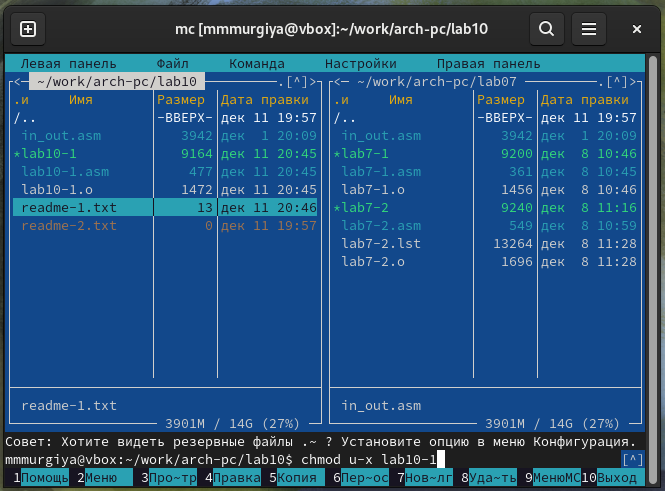 mc [mmmurgiya@vbox]:~/work/arch-pc/lab10
Левая панель Файл Команда Настройки Правая панель
<— ~/work/arch-pc/lab10 .[^]>
.и Имя Размер Дата правки
/.. -ВВЕРХ- дек 11 19:57
in_out.asm 3942 дек 1 20:09
*lab10-1 9164 дек 11 20:45
lab10-1.asm 477 дек 11 20:45
lab10-1.o 1472 дек 11 20:45
readme-1.txt 13 дек 11 20:46
readme-2.txt 0 дек 11 19:57
readme-1.txt
3901M / 14G (27%)
<— ~/work/arch-pc/lab07 .[^]>
.и Имя Размер Дата правки
/.. -ВВЕРХ- дек 11 19:57
in_out.asm 3942 дек 1 20:09
*lab7-1 9200 дек 8 10:46
lab7-1.asm 361 дек 8 10:45
lab7-1.o 1456 дек 8 10:46
*lab7-2 9240 дек 8 11:16
lab7-2.asm 549 дек 8 10:59
lab7-2.lst 13264 дек 8 11:28
lab7-2.o 1696 дек 8 11:28
in_out.asm
3901M / 14G (27%)
Совет: Хотите видеть резервные файлы .~ ? Установите опцию в меню Конфигурация.
mmmurgiya@vbox:~/work/arch-pc/lab10$ chmod u-x lab10-1 [^]
1Помощь 2Меню 3Про~тр 4Правка 5Копия 6Пер~ос 7Нов~лг 8Уда~ть 9МенюMC 10Выход